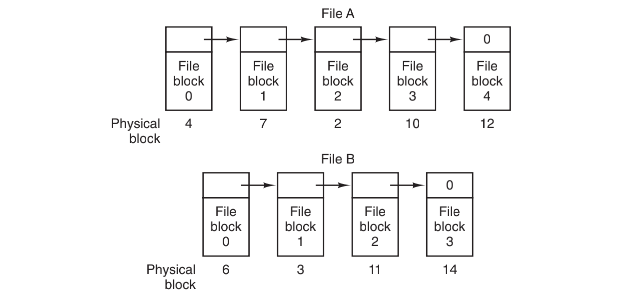 File A
0
File File File File File
block block block block block
0 1 2 3 4
Physical 4 7 2 10 12
block
File B
0
File File File File
block block block block
0 1 2 3
Physical 6 3 11 14
block